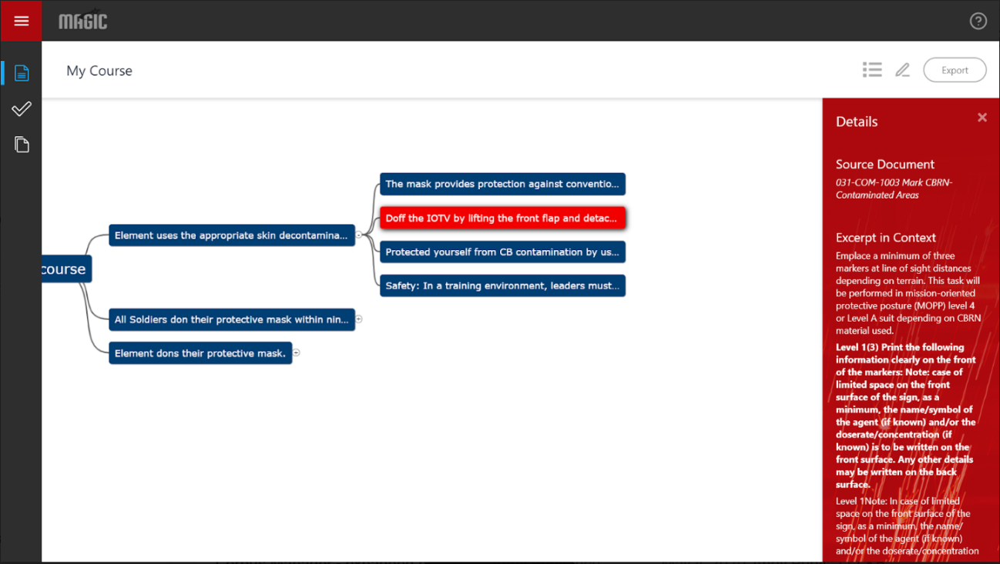 MAGIC
My Course
Export
Details
Source Document
031-COM-1003 Mark CBRN-
Contaminated Areas
Excerpt in Context
Emplace a minimum of three
markers at line of sight distances
depending on terrain. This task will
be performed in mission-oriented
protective posture (MOPP) level 4
or Level A suit depending on CBRN
material used.
Level 1(3) Print the following
information clearly on the front
of the markers: Note: case of
limited space on the front
surface of the sign, as a
minimum, the name/symbol of
the agent (if known) and/or the
doserate/concentration (if
known) is to be written on the
front surface. Any other details
may be written on the back
surface.
Level 1Note: In case of limited
space on the front surface of the
sign, as a minimum, the name/
symbol of the agent (if known)
and/or the doserate/concentration
The mask provides protection against conventio...
Doff the IOTV by lifting the front flap and detac...
Element uses the appropriate skin decontamina...
Protected yourself from CB contamination by us...
course
Safety: In a training environment, leaders must...
All Soldiers don their protective mask within nin...
Element dons their protective mask.